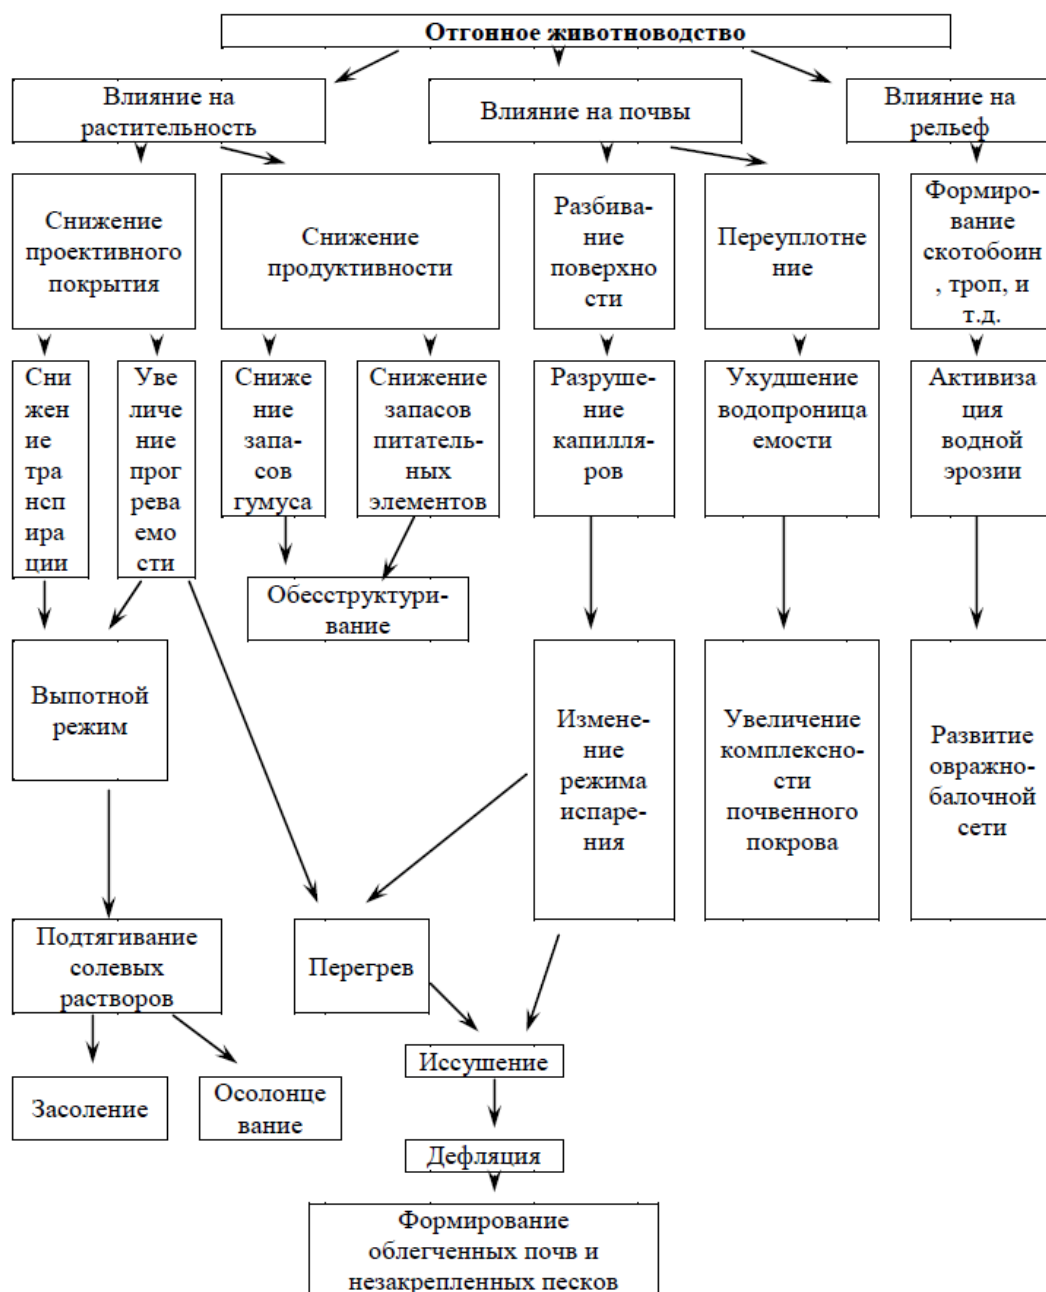 Отгонное животноводство
Влияние на
растительность
Влияние на почвы
Влияние на
рельеф
Снижение
проективного
покрытия
Снижение
продуктивности
Разбива-
ние
поверхно
сти
Переуплотне
ние
Формиро-
вание
скотобоин
, троп, и
т.д.
Сни
жен
ие
тра
нсп
ира
ции
Уве
личе
ние
прог
рева
емо
сти
Сниже
ние
запа-
сов
гумуса
Снижение
запасов
питатель-
ных
элементов
Разруше-
ние
капилля-
ров
Ухудшение
водопроница
емости
Активиза
ция
водной
эрозии
Обесструктури-
вание
Выпотной
режим
Измене-
ние
режима
испаре-
ния
Увеличение
комплексно-
сти
почвенного
покрова
Развитие
овражно-
балочной
сети
Подтягивание
солевых
растворов
Перегрев
Иссушение
Засоление
Осолонце
вание
Дефляция
Формирование
облегченных почв и
незакрепленных песков